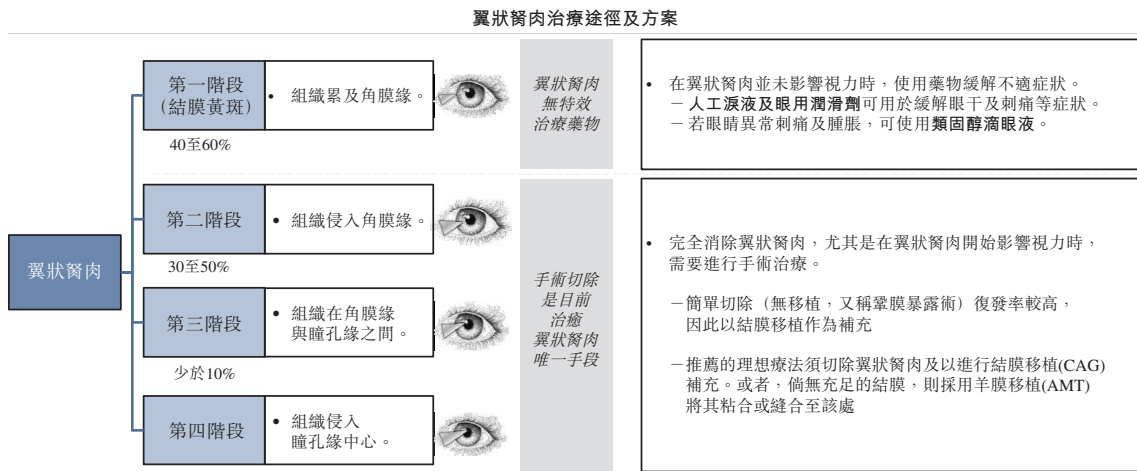 翼狀胬肉治療途徑及方案
翼狀胬肉
第一階段
(結膜黃斑)
• 組織累及角膜緣。
40至60%
翼狀胬肉
無特效
治療藥物
• 在翼狀胬肉並未影響視力時，使用藥物緩解不適症狀。
－人工淚液及眼用潤滑劑可用於緩解眼干及刺痛等症狀。
－若眼睛異常刺痛及腫脹，可使用類固醇滴眼液。
第二階段
• 組織侵入角膜緣。
30至50%
第三階段
• 組織在角膜緣
與瞳孔緣之間。
少於10%
第四階段
• 組織侵入
瞳孔緣中心。
手術切除
是目前
治癒
翼狀胬肉
唯一手段
• 完全消除翼狀胬肉，尤其是在翼狀胬肉開始影響視力時，
需要進行手術治療。
－簡單切除（無移植，又稱鞏膜暴露術）復發率較高，
因此以結膜移植作為補充
－推薦的理想療法須切除翼狀胬肉及以進行結膜移植(CAG)
補充。或者，倘無充足的結膜，則採用羊膜移植(AMT)
將其粘合或縫合至該處